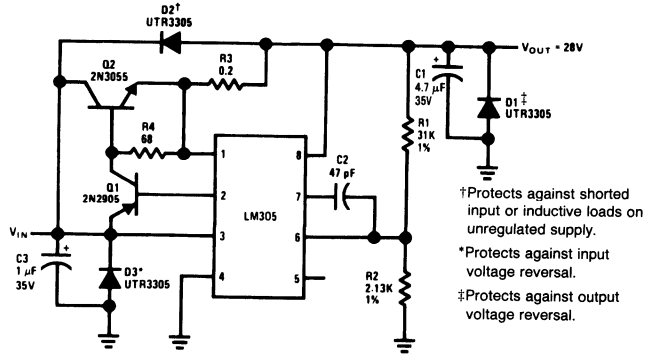 D2†
UTR3305
Q2
2N3055
R3
0.2
VOUT = 28V
C1
4.7 μF
35V
+
D1‡
UTR3305
R4
68
R1
31K
1%
1
8
C2
47 pF
Q1
2N2905
2
7
LM305
VIN
3
6
C3
1 μF
35V
+
D3*
UTR3305
4
5
R2
2.13K
1%
†Protects against shorted
input or inductive loads on
unregulated supply.
*Protects against input
voltage reversal.
‡Protects against output
voltage reversal.